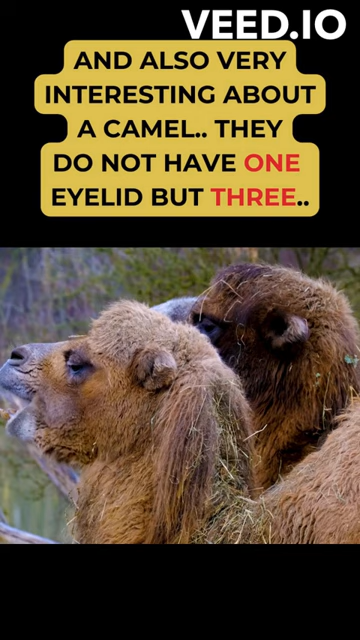 VEED.IO
AND ALSO VERY
INTERESTING ABOUT
A CAMEL.. THEY
DO NOT HAVE ONE
EYELID BUT THREE..